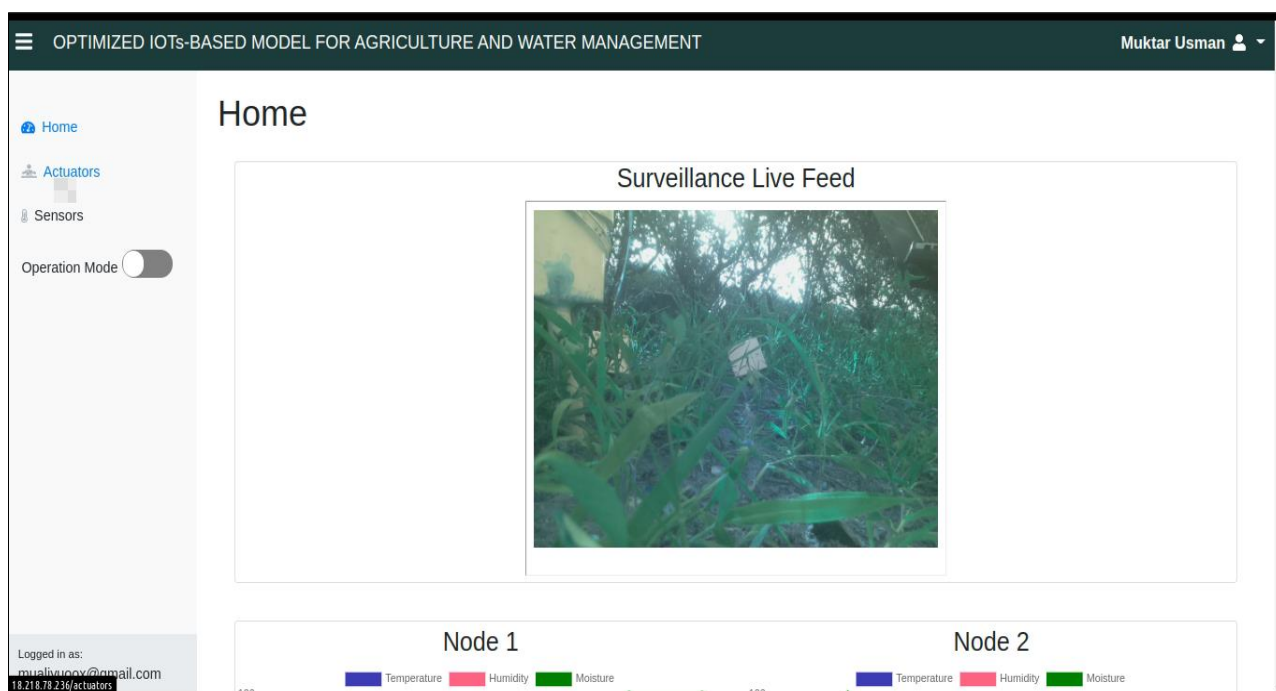 OPTIMIZED IOTs-BASED MODEL FOR AGRICULTURE AND WATER MANAGEMENT
Muktar Usman
Home
Home
Actuators
Sensors
Operation Mode
Surveillance Live Feed
Node 1
Node 2
Temperature Humidity Moisture
Temperature Humidity Moisture
Logged in as:
18.218.78.236/actuators